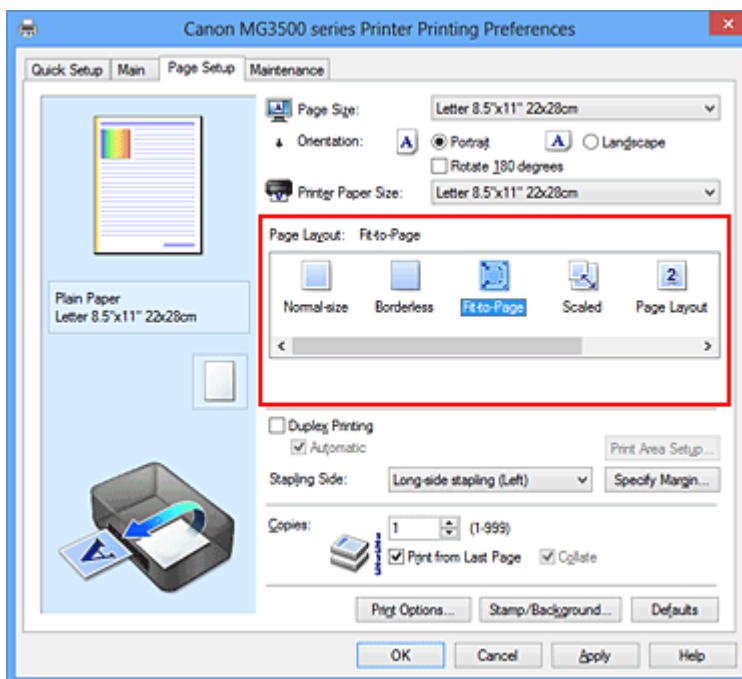 Canon MG3500 series Printer Printing Preferences
Quick Setup Main Page Setup Maintenance
Page Size: Letter 8.5"x11" 22x28cm
Orientation: A Portrait A Landscape
Rotate 180 degrees
Printer Paper Size: Letter 8.5"x11" 22x28cm
Page Layout: Fit-to-Page
2
Normal-size Borderless Fit-to-Page Scaled Page Layout
Plain Paper
Letter 8.5"x11" 22x28cm
Duplex Printing
Automatic
Print Area Setup...
Stapling Side: Long-side stapling (Left) Specify Margin...
Copies: 1 (1-999)
Print from Last Page Collate
A
Print Options... Stamp/Background... Defaults
OK Cancel Apply Help